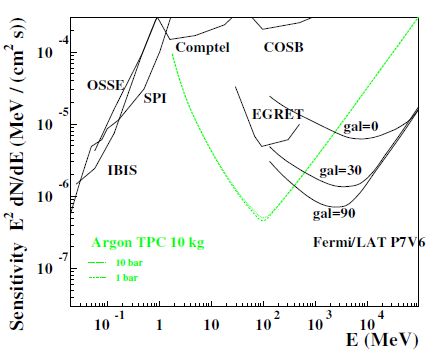 Sensitivity E² dN/dE (MeV / (cm² s))
10⁻⁴
10⁻⁵
10⁻⁶
10⁻⁷
Comptel
COSB
OSSE
SPI
EGRET
gal=0
IBIS
gal=30
gal=90
Argon TPC 10 kg
Fermi/LAT P7V6
10 bar
1 bar
10⁻¹ 1 10 10² 10³ 10⁴
E (MeV)